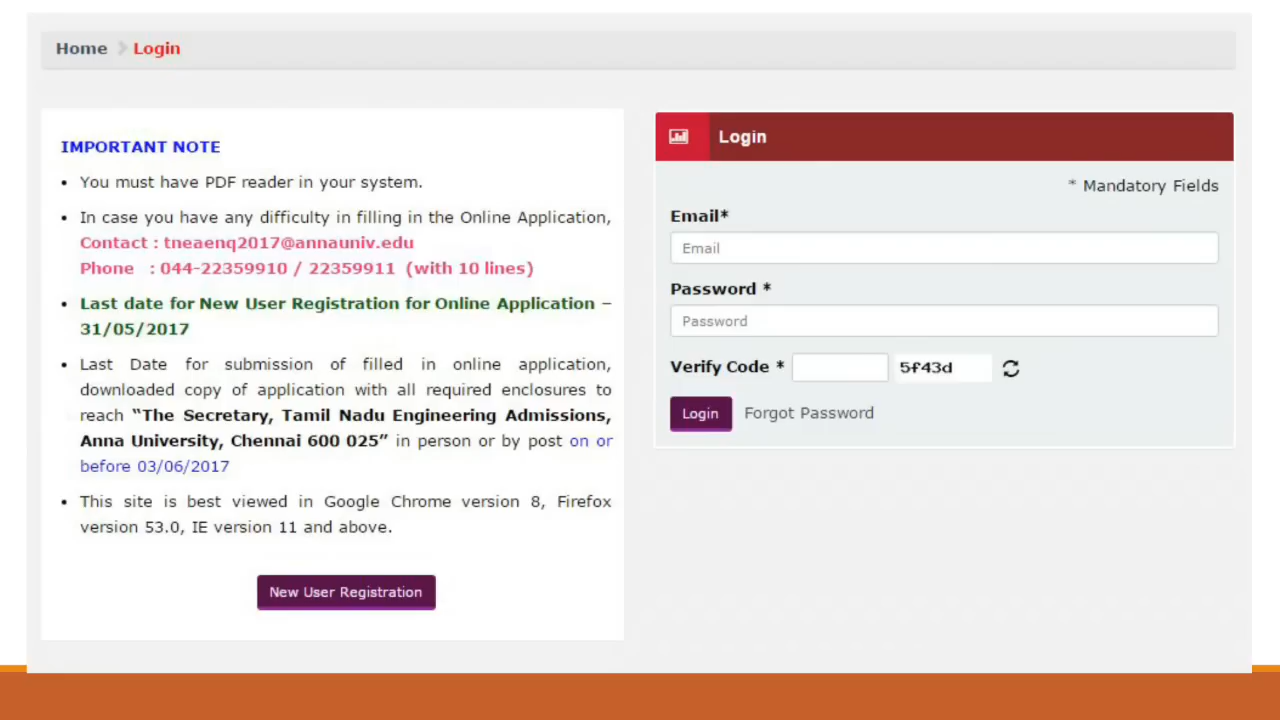 Home Login
IMPORTANT NOTE
• You must have PDF reader in your system.
• In case you have any difficulty in filling in the Online Application,
Contact : tneaenq2017@annauniv.edu
Phone : 044-22359910 / 22359911 (with 10 lines)
• Last date for New User Registration for Online Application –
31/05/2017
• Last Date for submission of filled in online application,
downloaded copy of application with all required enclosures to
reach “The Secretary, Tamil Nadu Engineering Admissions,
Anna University, Chennai 600 025” in person or by post on or
before 03/06/2017
• This site is best viewed in Google Chrome version 8, Firefox
version 53.0, IE version 11 and above.
New User Registration
Login
* Mandatory Fields
Email*
Email
Password *
Password
Verify Code * 5f43d
Login Forgot Password